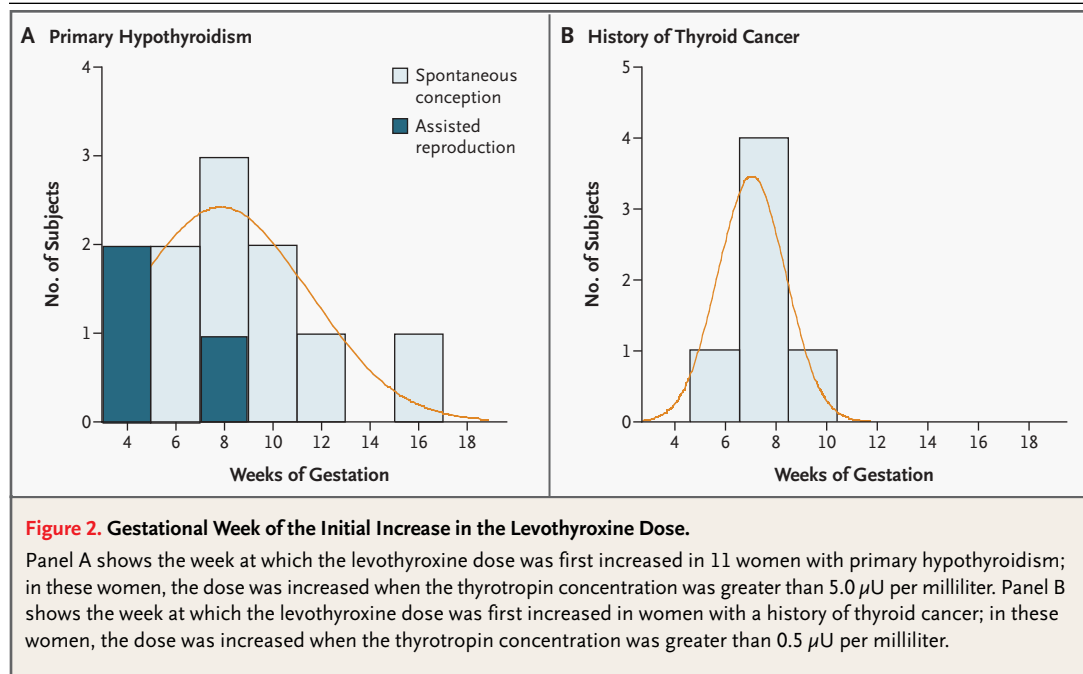 A Primary Hypothyroidism
4
3
2
1
0
No. of Subjects
Spontaneous
conception
Assisted
reproduction
4 6 8 10 12 14 16 18
Weeks of Gestation
B History of Thyroid Cancer
5
4
3
2
1
0
No. of Subjects
4 6 7 8 10 12 14 16 18
Weeks of Gestation
Figure 2. Gestational Week of the Initial Increase in the Levothyroxine Dose.
Panel A shows the week at which the levothyroxine dose was first increased in 11 women with primary hypothyroidism;
in these women, the dose was increased when the thyrotropin concentration was greater than 5.0 μU per milliliter. Panel B
shows the week at which the levothyroxine dose was first increased in women with a history of thyroid cancer; in these
women, the dose was increased when the thyrotropin concentration was greater than 0.5 μU per milliliter.